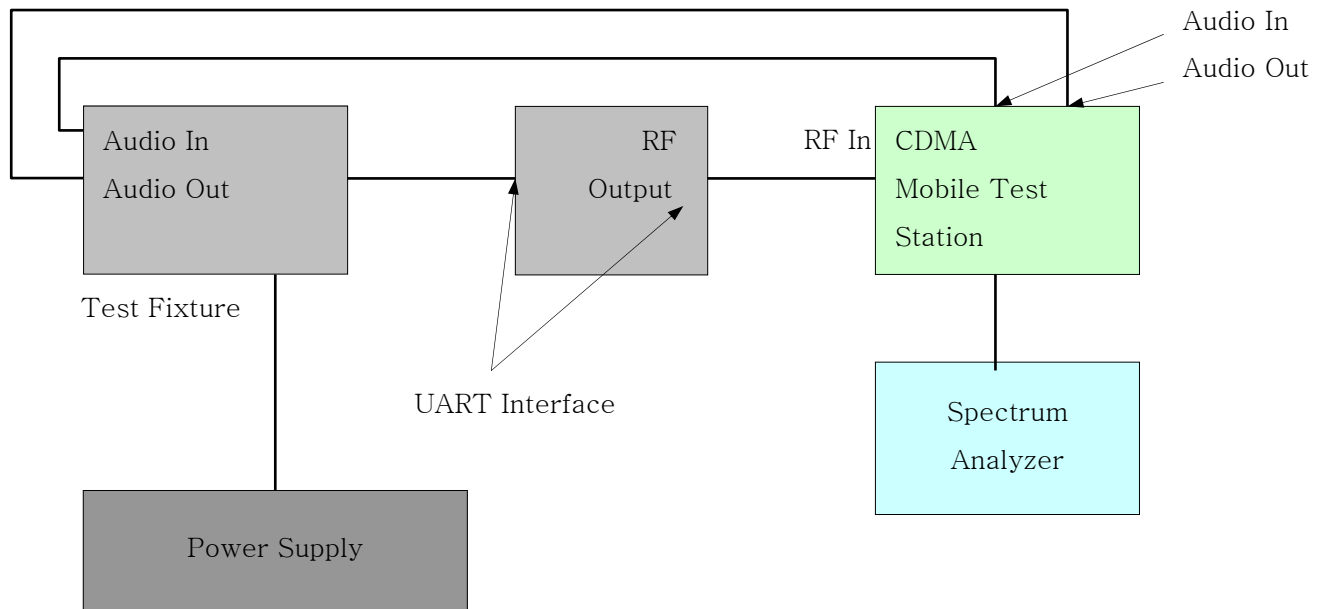 Audio In
Audio Out
Audio In
Audio Out
RF
Output
RF In
CDMA
Mobile Test
Station
Test Fixture
UART Interface
Spectrum
Analyzer
Power Supply